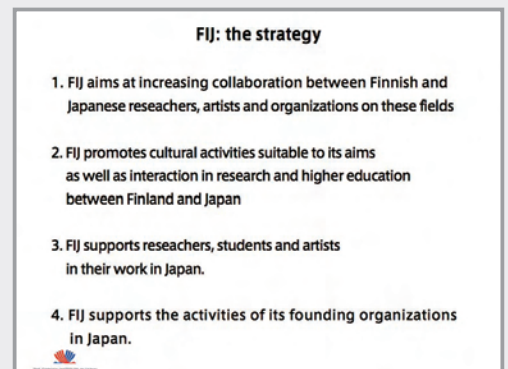 FIJ: the strategy
1. FIJ aims at increasing collaboration between Finnish and
Japanese reseachers, artists and organizations on these fields
2. FIJ promotes cultural activities suitable to its aims
as well as interaction in research and higher education
between Finland and Japan
3. FIJ supports reseachers, students and artists
in their work in Japan.
4. FIJ supports the activities of its founding organizations
in Japan.